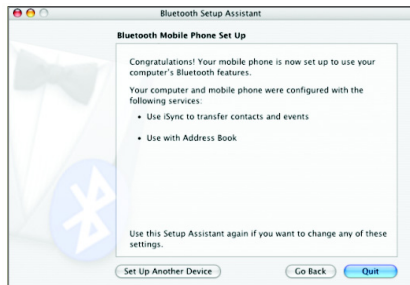 Bluetooth Setup Assistant
Bluetooth Mobile Phone Set Up
Congratulations! Your mobile phone is now set up to use your
computer's Bluetooth features.
Your computer and mobile phone were configured with the
following services:
• Use iSync to transfer contacts and events
• Use with Address Book
Use this Setup Assistant again if you want to change any of these
settings.
Set Up Another Device
Go Back
Quit